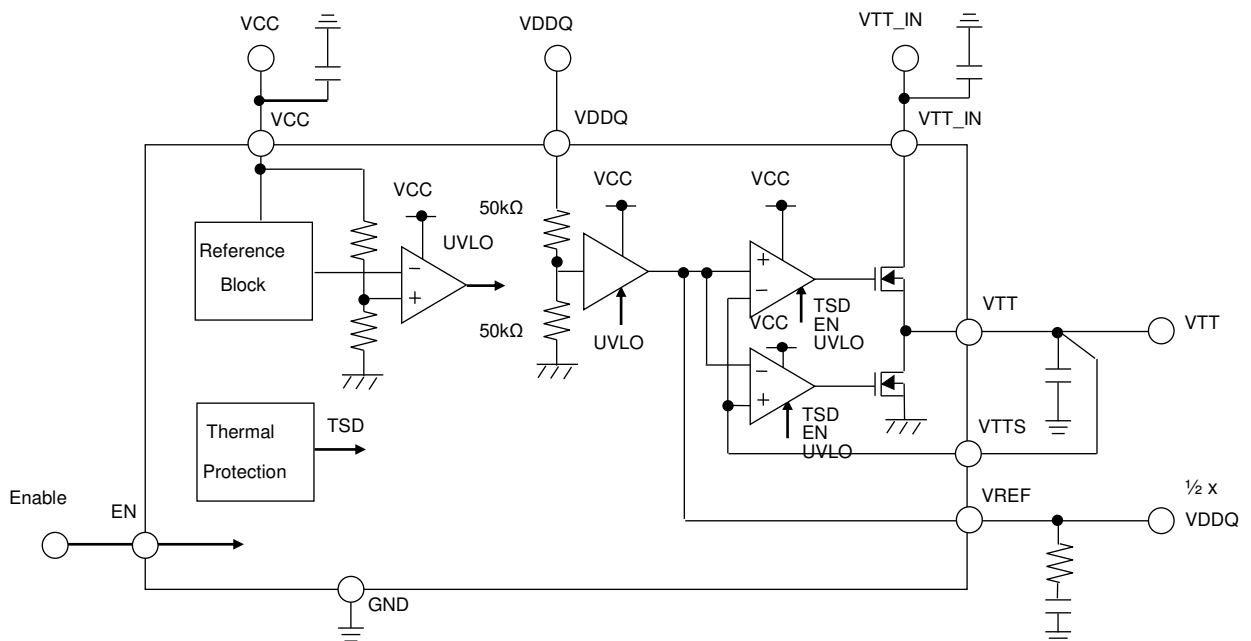 VCC
VDDQ
VTT_IN
VCC
VDDQ
VTT_IN
VCC
UVLO
Reference
Block
−
+
50kΩ
50kΩ
VCC
UVLO
VCC
+
−
TSD
EN
UVLO
VCC
−
+
TSD
EN
UVLO
VTT
VTT
VTTS
Thermal
Protection
TSD
VREF
½ x
VDDQ
Enable
EN
GND